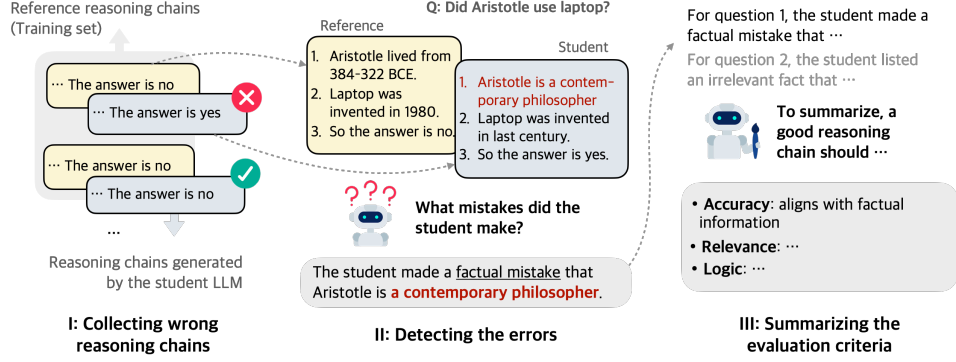 Reference reasoning chains
(Training set)
··· The answer is no
··· The answer is yes
··· The answer is no
··· The answer is no
...
Reasoning chains generated
by the student LLM
I: Collecting wrong
reasoning chains
Q: Did Aristotle use laptop?
Reference
1. Aristotle lived from
384-322 BCE.
2. Laptop was
invented in 1980.
3. So the answer is no.
Student
1. Aristotle is a contem-
porary philosopher
2. Laptop was invented
in last century.
3. So the answer is yes.
? ? ?
What mistakes did the
student make?
The student made a factual mistake that
Aristotle is a contemporary philosopher.
II: Detecting the errors
For question 1, the student made a
factual mistake that ···
For question 2, the student listed
an irrelevant fact that ···
To summarize, a
good reasoning
chain should ···
• Accuracy: aligns with factual
information
• Relevance: ···
• Logic: ···
III: Summarizing the
evaluation criteria